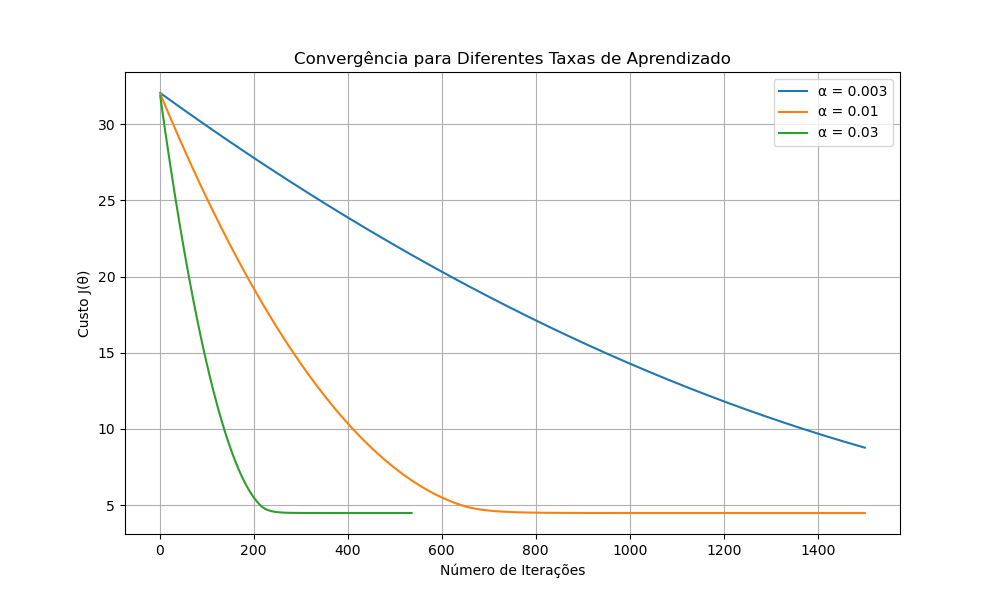 Convergência para Diferentes Taxas de Aprendizado
α = 0.003
α = 0.01
α = 0.03
Custo J(θ)
30
25
20
15
10
5
0 200 400 600 800 1000 1200 1400
Número de Iterações